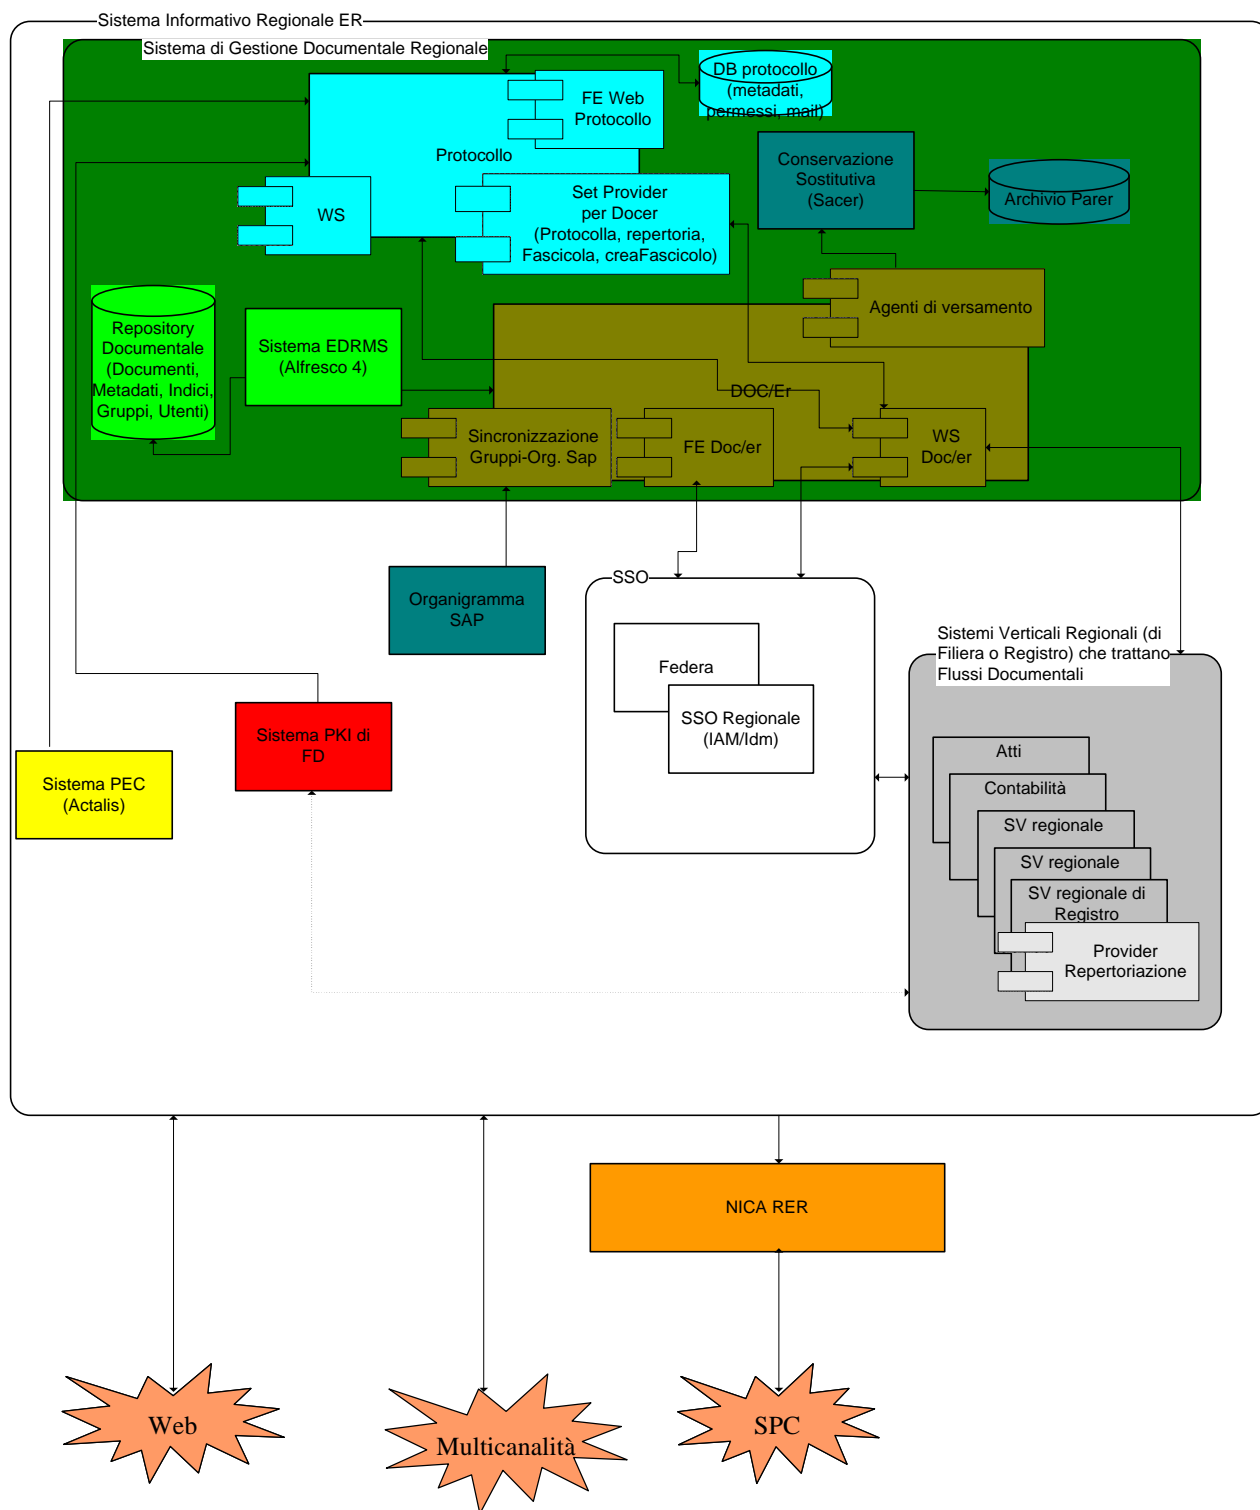 Sistema Informativo Regionale ER
Sistema di Gestione Documentale Regionale
DB protocollo
(metadati,
permessi, mail)
FE Web
Protocollo
Protocollo
WS
Set Provider
per Docer
(Protocolla, repertoria,
Fascicola, creaFascicolo)
Conservazione
Sostitutiva
(Sacer)
Archivio Parer
Agenti di versamento
Repository
Documentale
(Documenti,
Metadati, Indici,
Gruppi, Utenti)
Sistema EDRMS
(Alfresco 4)
DOC/Er
Sincronizzazione
Gruppi-Org. Sap
FE Doc/er
WS
Doc/er
Organigramma
SAP
SSO
Federa
SSO Regionale
(IAM/Idm)
Sistemi Verticali Regionali (di
Filiera o Registro) che trattano
Flussi Documentali
Atti
Contabilità
SV regionale
SV regionale
SV regionale di
Registro
Provider
Repertoriazione
Sistema PKI di
FD
Sistema PEC
(Actalis)
NICA RER
Web
Multicanalità
SPC